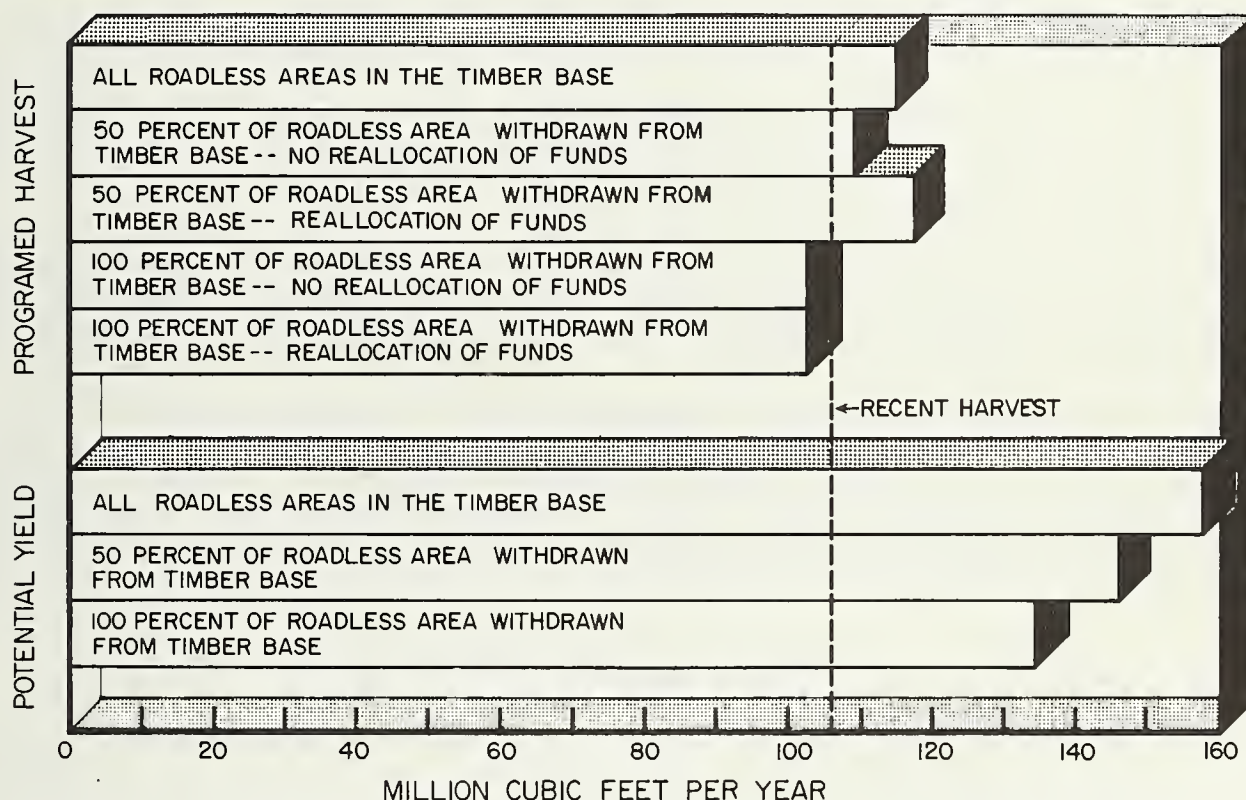 PROGRAMED HARVEST
ALL ROADLESS AREAS IN THE TIMBER BASE
50 PERCENT OF ROADLESS AREA WITHDRAWN FROM
TIMBER BASE-- NO REALLOCATION OF FUNDS
50 PERCENT OF ROADLESS AREA WITHDRAWN FROM
TIMBER BASE-- REALLOCATION OF FUNDS
100 PERCENT OF ROADLESS AREA WITHDRAWN FROM
TIMBER BASE-- NO REALLOCATION OF FUNDS
100 PERCENT OF ROADLESS AREA WITHDRAWN FROM
TIMBER BASE-- REALLOCATION OF FUNDS
RECENT HARVEST
POTENTIAL YIELD
ALL ROADLESS AREAS IN THE TIMBER BASE
50 PERCENT OF ROADLESS AREA WITHDRAWN
FROM TIMBER BASE
100 PERCENT OF ROADLESS AREA WITHDRAWN
FROM TIMBER BASE
0 20 40 60 80 100 120 140 160
MILLION CUBIC FEET PER YEAR